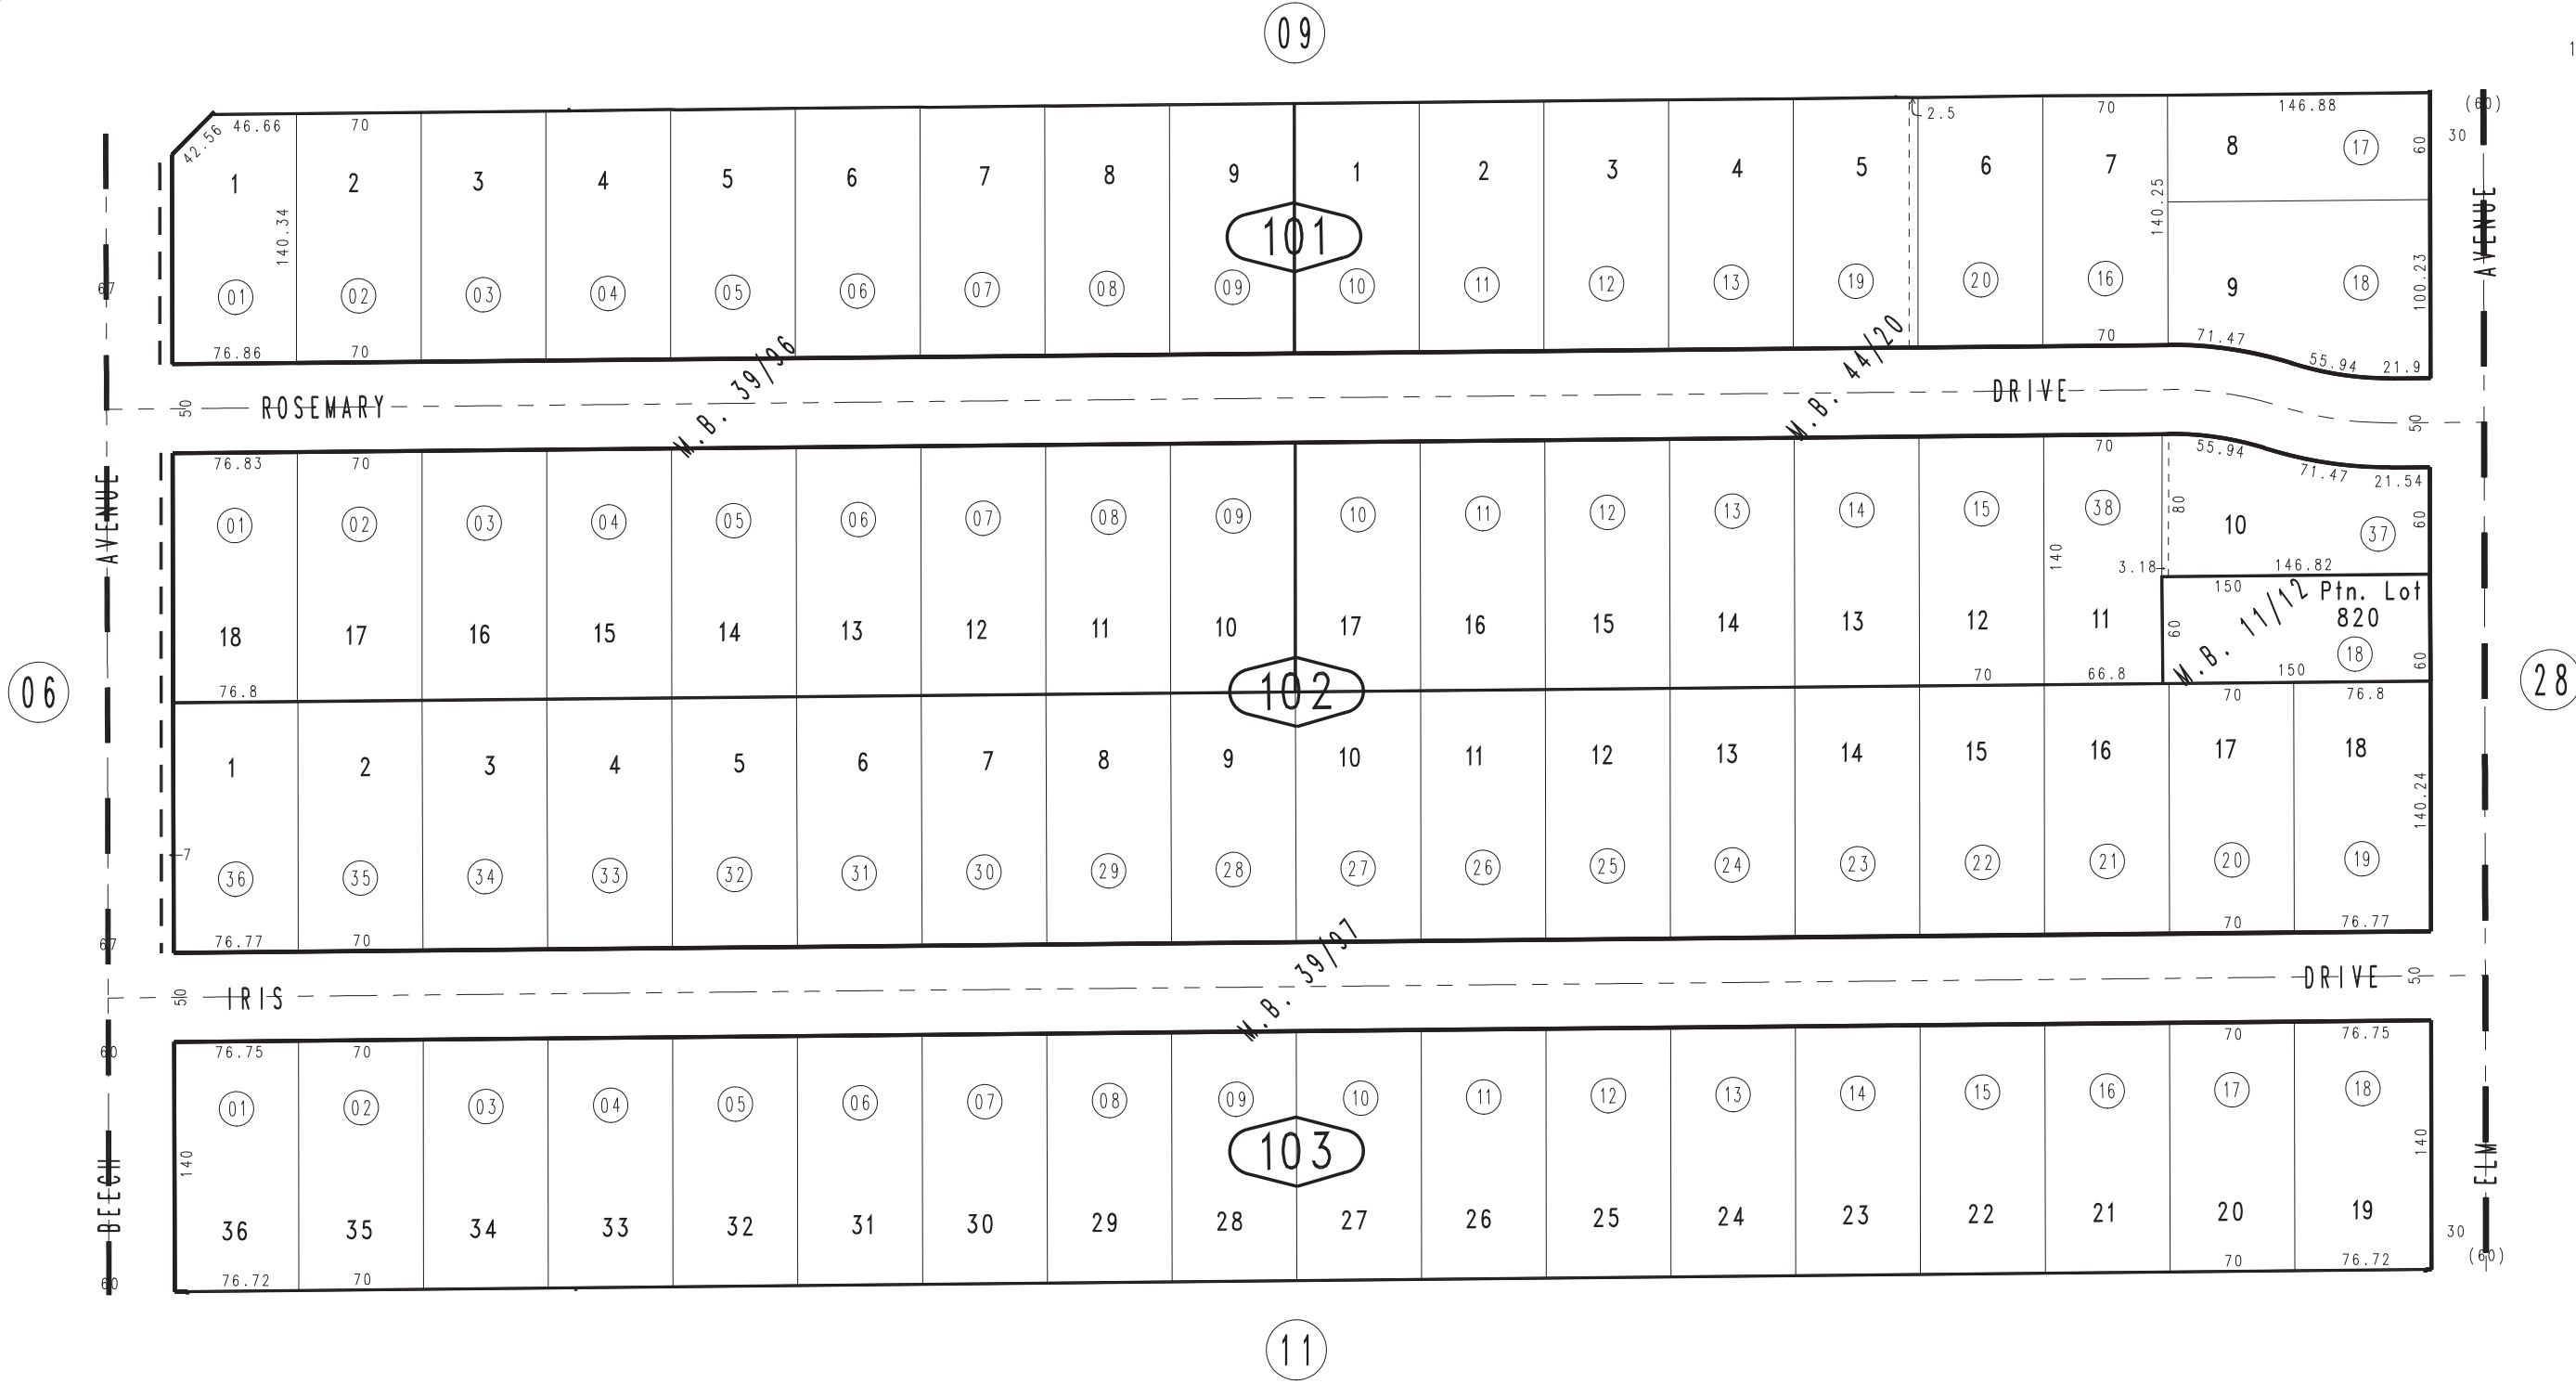 09
1
42.56 46.66 70 2.5 70 146.88 (60)
30
1 2 3 4 5 6 7 8 9 1 2 3 4 5 6 7 8 17 60
140.34 101 140.25 AVENUE
67 01 02 03 04 05 06 07 08 09 10 11 12 13 19 20 16 9 18 100.23
76.86 70 70 71.47 55.94 21.9
M.B. 39/96 M.B. 44/20
50 ROSEMARY DRIVE 50
76.83 70 70 55.94 71.47 21.54
AVENUE 01 02 03 04 05 06 07 08 09 10 11 12 13 14 15 38 80 10 37 60
140 3.18 146.82
150 Ptn. Lot
820
18 17 16 15 14 13 12 11 10 17 16 15 14 13 12 11 60 M.B. 11/12 18 60
76.8 70 66.8 150
06 102 28
70 76.8
1 2 3 4 5 6 7 8 9 10 11 12 13 14 15 16 17 18
140.24
7
36 35 34 33 32 31 30 29 28 27 26 25 24 23 22 21 20 19
67 76.77 70 70 76.77
M.B. 39/97
50 IRIS DRIVE 50
60 76.75 70 70 76.75
01 02 03 04 05 06 07 08 09 10 11 12 13 14 15 16 17 18
BEECH 140 103 140 ELM
36 35 34 33 32 31 30 29 28 27 26 25 24 23 22 21 20 19
30
60 76.72 70 70 76.72 (60)
11